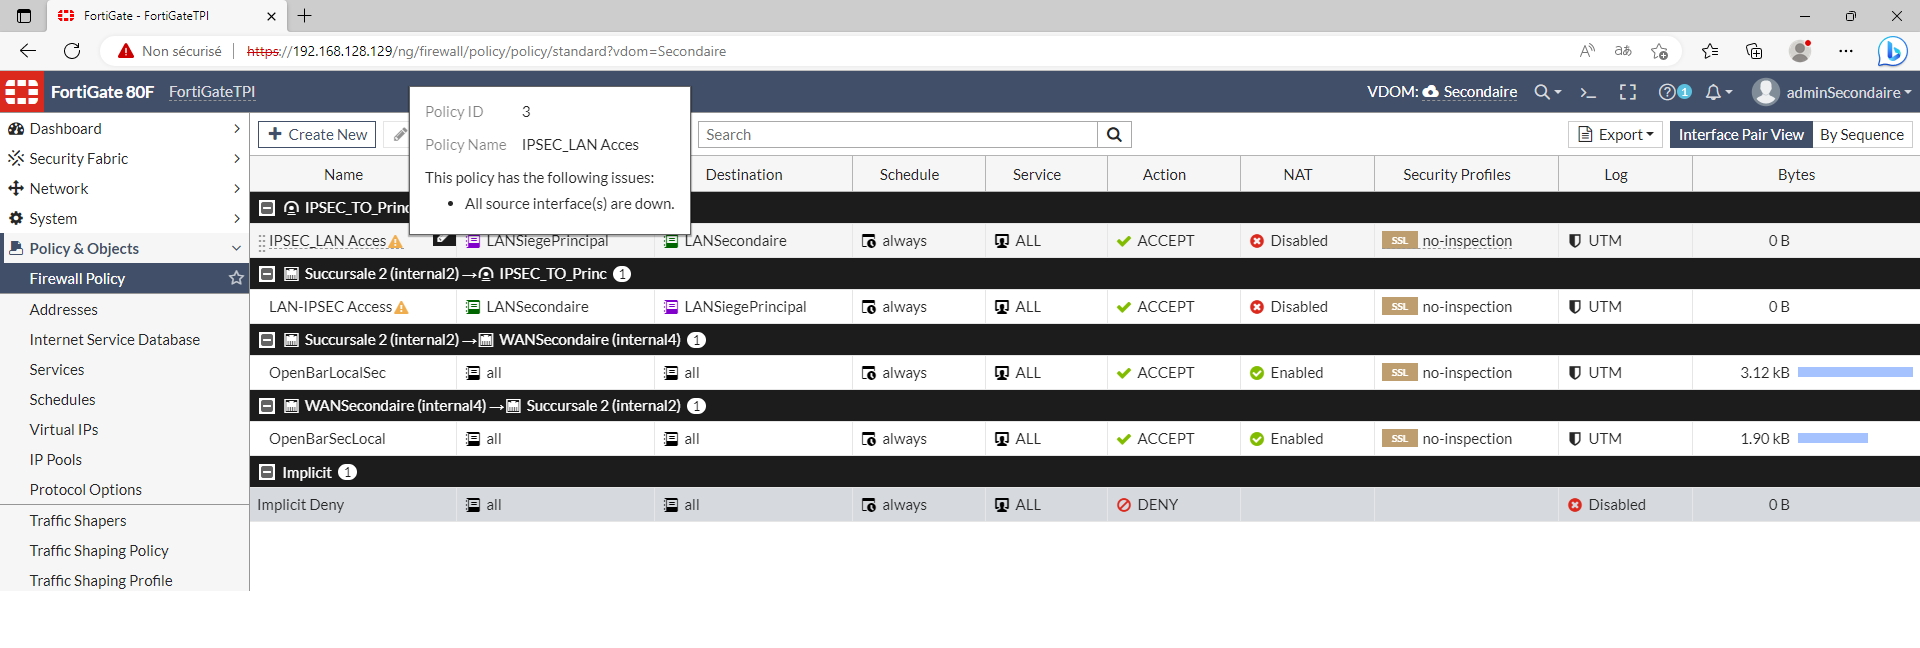 FortiGate - FortiGateTPI
Non sécurisé
https://192.168.128.129/ng/firewall/policy/policy/standard?vdom=Secondaire
FortiGate 80F FortiGateTPI
VDOM: Secondaire
1
adminSecondaire
Dashboard
Security Fabric
Network
System
Policy & Objects
Firewall Policy
Addresses
Internet Service Database
Services
Schedules
Virtual IPs
IP Pools
Protocol Options
Traffic Shapers
Traffic Shaping Policy
Traffic Shaping Profile
Create New
Search
Export
Interface Pair View
By Sequence
Policy ID 3
Policy Name IPSEC_LAN Acces
This policy has the following issues:
• All source interface(s) are down.
Name Destination Schedule Service Action NAT Security Profiles Log Bytes
IPSEC_TO_Princ
IPSEC_LAN Acces LANSiegePrincipal LANSecondaire always ALL ACCEPT Disabled SSL no-inspection UTM 0 B
Succursale 2 (internal2) → IPSEC_TO_Princ 1
LAN-IPSEC Access LANSecondaire LANSiegePrincipal always ALL ACCEPT Disabled SSL no-inspection UTM 0 B
Succursale 2 (internal2) → WANSecondaire (internal4) 1
OpenBarLocalSec all all always ALL ACCEPT Enabled SSL no-inspection UTM 3.12 kB
WANSecondaire (internal4) → Succursale 2 (internal2) 1
OpenBarSecLocal all all always ALL ACCEPT Enabled SSL no-inspection UTM 1.90 kB
Implicit 1
Implicit Deny all all always ALL DENY Disabled 0 B